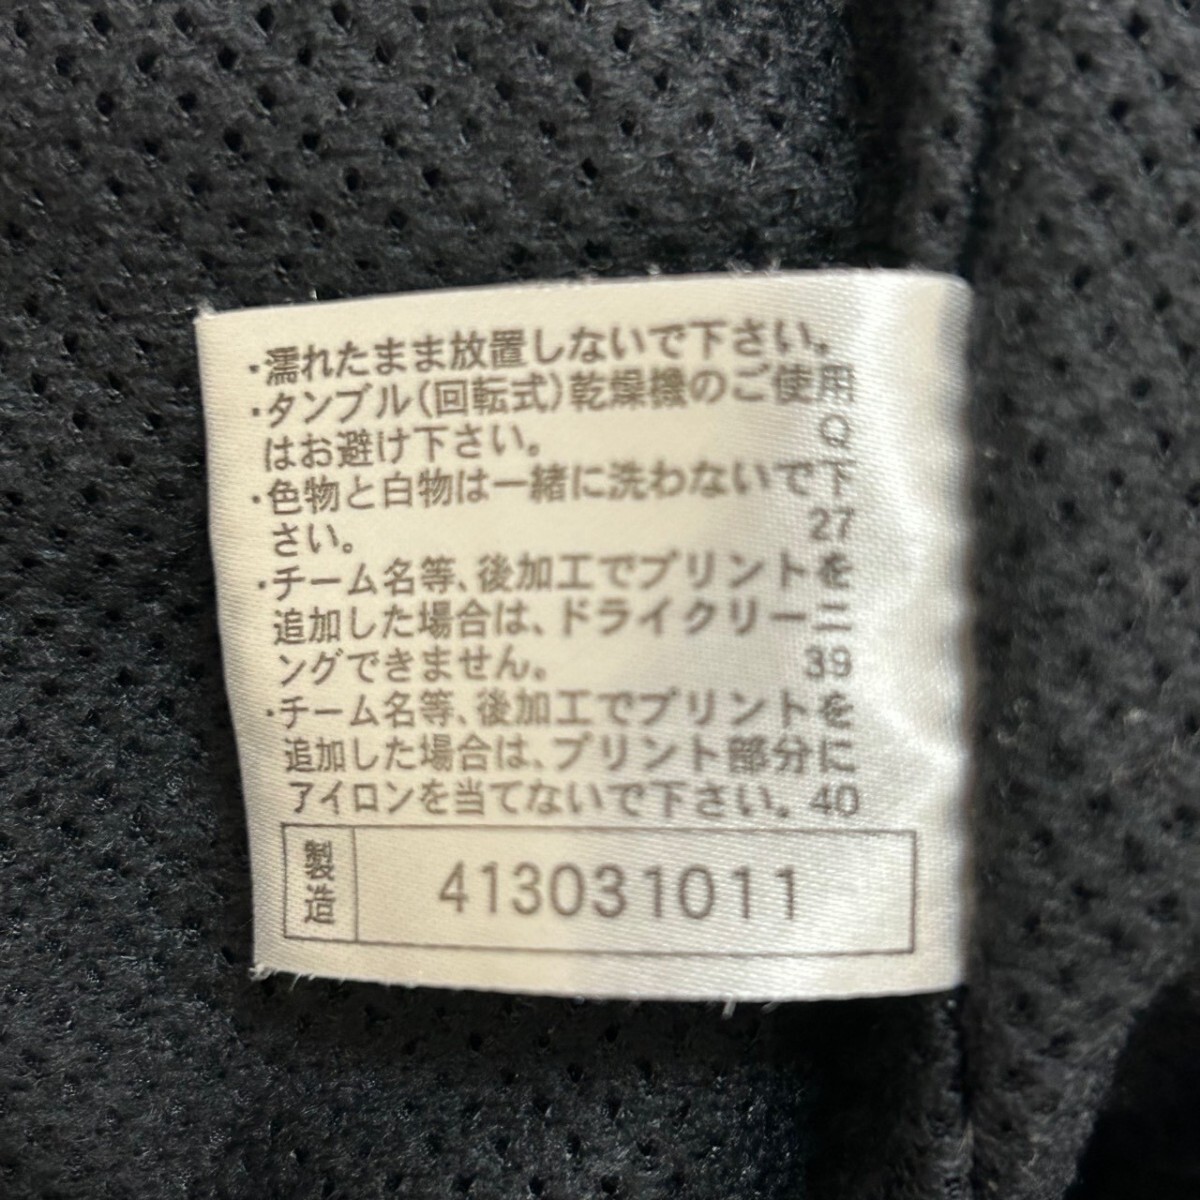 ・濡れたまま放置しないで下さい。
・タンブル(回転式)乾燥機のご使用
はお避け下さい。 Q
・色物と白物は一緒に洗わないで下
さい。 27
・チーム名等、後加工でプリントを
追加した場合は、ドライクリーニ
ングできません。 39
・チーム名等、後加工でプリントを
追加した場合は、プリント部分に
アイロンを当てないで下さい。40
製造 413031011